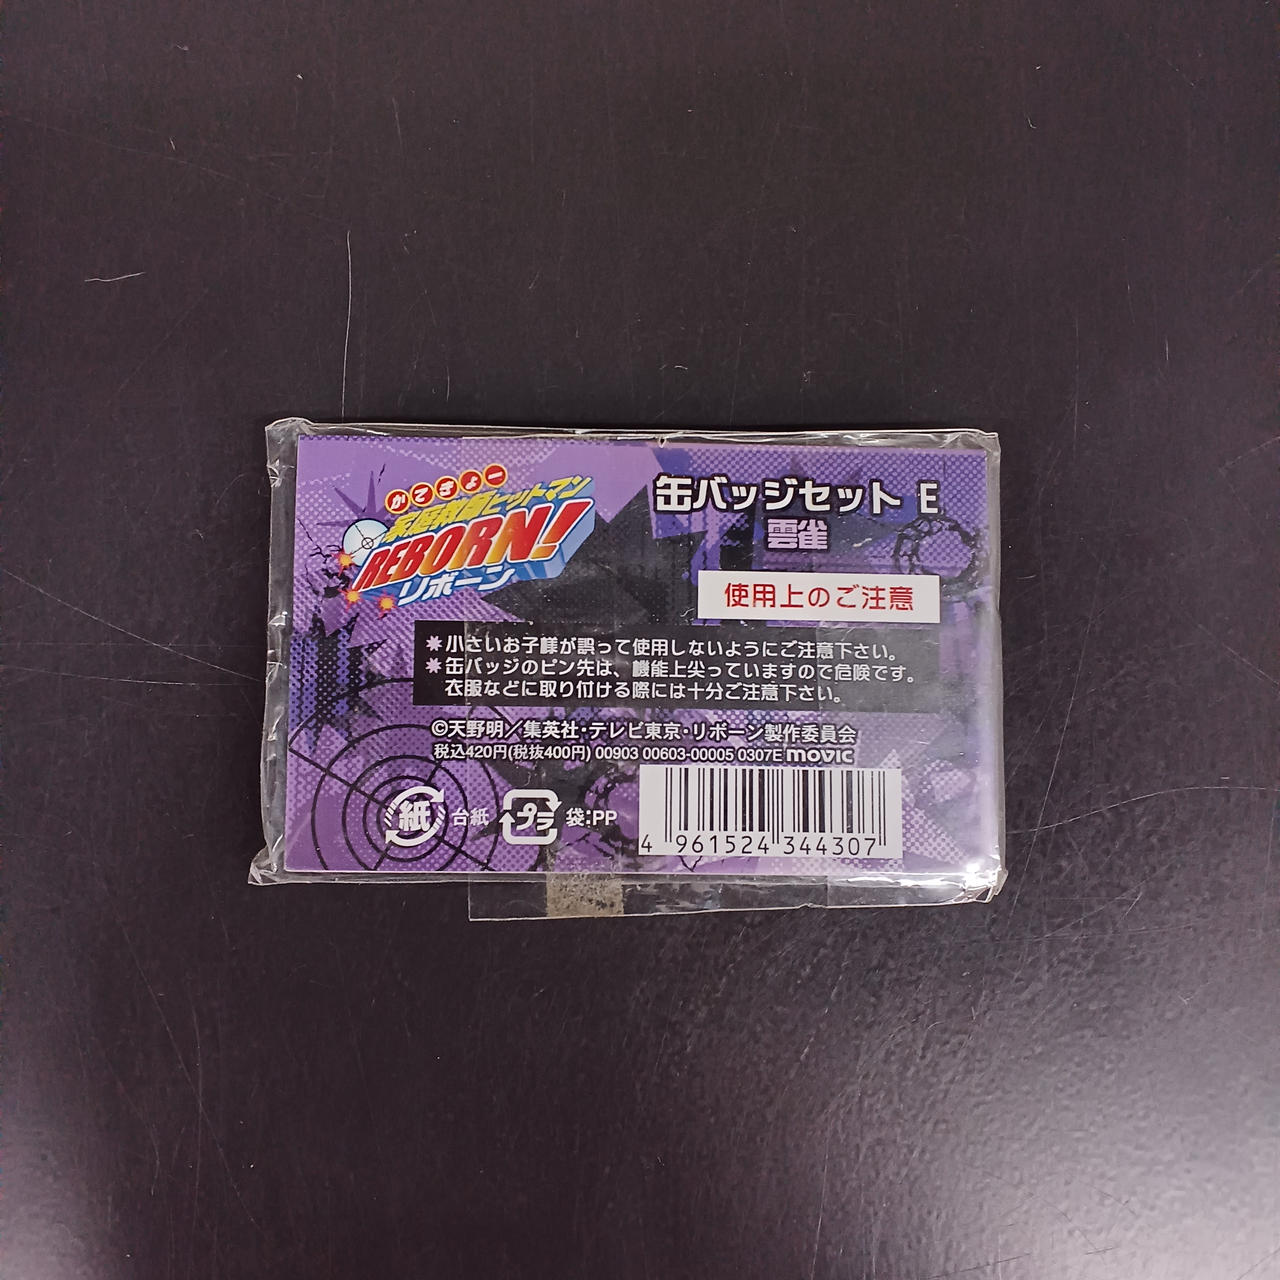 かてきょー
家庭教師ヒットマン
REBORN!
リボーン
缶バッジセット E
雲雀
使用上のご注意
＊小さいお子様が誤って使用しないようにご注意下さい。
＊缶バッジのピン先は、機能上尖っていますので危険です。
衣服などに取り付ける際には十分ご注意下さい。
©天野明／集英社・テレビ東京・リボーン製作委員会
税込420円(税抜400円) 00903 00603-00005 0307E movic
紙 台紙 プラ 袋:PP
4 961524 344307